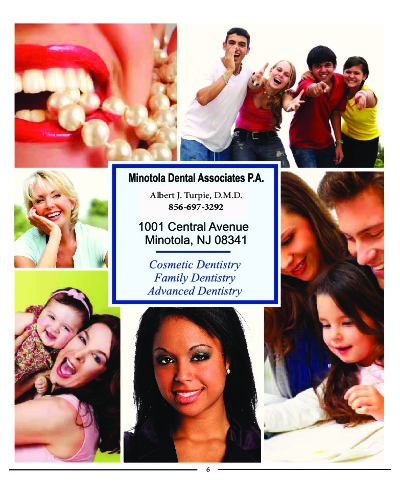 Minotola Dental Associates P.A.
Albert J. Turpie, D.M.D.
856-697-3292
1001 Central Avenue
Minotola, NJ 08341
Cosmetic Dentistry
Family Dentistry
Advanced Dentistry
6